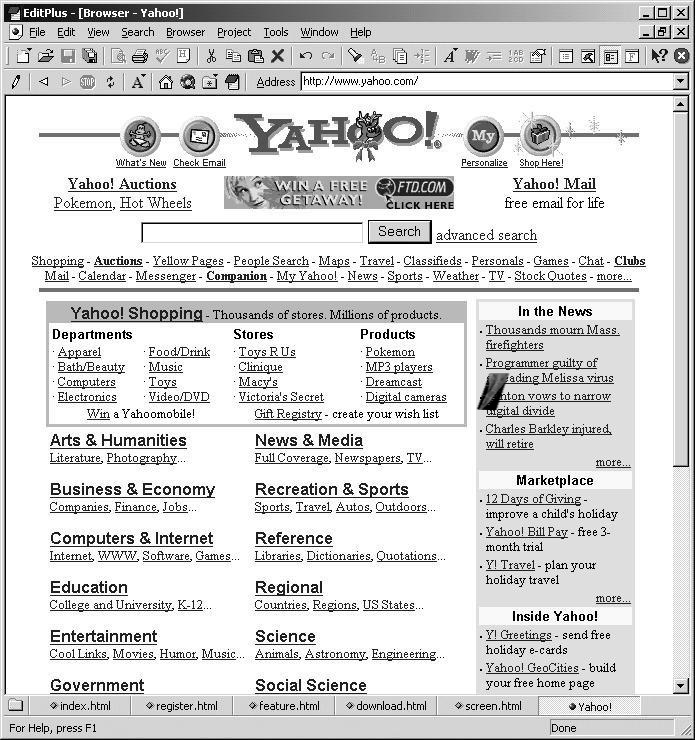 EditPlus - [Browser - Yahoo!]
File Edit View Search Browser Project Tools Window Help
Address http://www.yahoo.com/
YAHOO!
My
What's New Check Email Personalize Shop Here!
Yahoo! Auctions
Pokemon, Hot Wheels
WIN A FREE GETAWAY!
FTD.COM
CLICK HERE
Yahoo! Mail
free email for life
Search advanced search
Shopping - Auctions - Yellow Pages - People Search - Maps - Travel - Classifieds - Personals - Games - Chat - Clubs
Mail - Calendar - Messenger - Companion - My Yahoo! - News - Sports - Weather - TV - Stock Quotes - more...
Yahoo! Shopping - Thousands of stores. Millions of products.
Departments Stores Products
· Apparel · Food/Drink · Toys R Us · Pokemon
· Bath/Beauty · Music · Clinique · MP3 players
· Computers · Toys · Macy's · Dreamcast
· Electronics · Video/DVD · Victoria's Secret · Digital cameras
Win a Yahoomobile! Gift Registry - create your wish list
Arts & Humanities
Literature, Photography...
News & Media
Full Coverage, Newspapers, TV...
Business & Economy
Companies, Finance, Jobs...
Recreation & Sports
Sports, Travel, Autos, Outdoors...
Computers & Internet
Internet, WWW, Software, Games...
Reference
Libraries, Dictionaries, Quotations...
Education
College and University, K-12...
Regional
Countries, Regions, US States...
Entertainment
Cool Links, Movies, Humor, Music...
Science
Animals, Astronomy, Engineering...
Government
Social Science
In the News
· Thousands mourn Mass.
firefighters
· Programmer guilty of
Melissa virus
vows to narrow
digital divide
· Charles Barkley injured,
will retire
more...
Marketplace
· 12 Days of Giving -
improve a child's holiday
· Yahoo! Bill Pay - free 3-
month trial
· Y! Travel - plan your
holiday travel
more...
Inside Yahoo!
· Y! Greetings - send free
holiday e-cards
· Yahoo! GeoCities - build
your free home page
index.html register.html feature.html download.html screen.html Yahoo!
For Help, press F1 Done